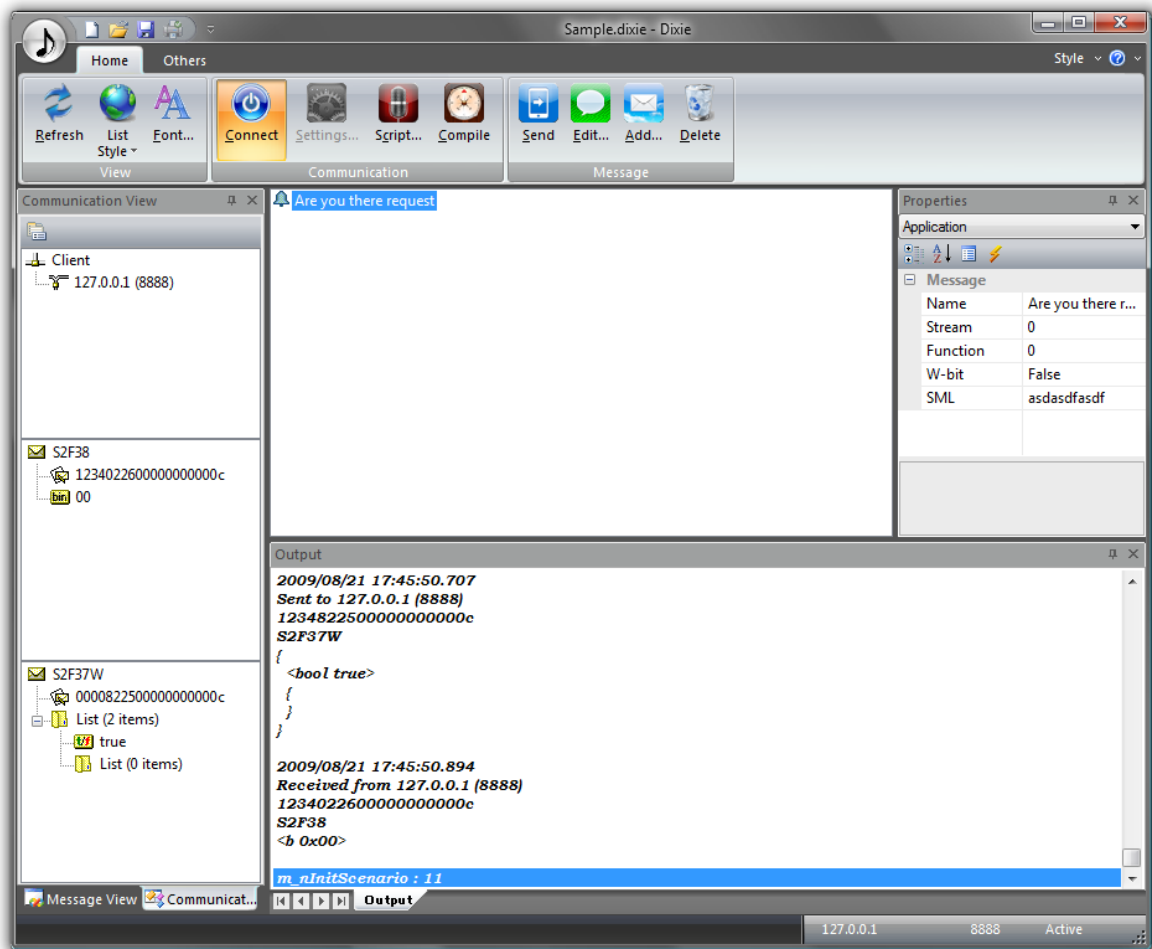 Sample.dixie - Dixie
Home Others Style
Refresh List Style Font... Connect Settings... Script... Compile Send Edit... Add... Delete
View Communication Message
Communication View
Client
127.0.0.1 (8888)
S2F38
12340226000000000000c
bin 00
S2F37W
00008225000000000000c
List (2 items)
t/f true
List (0 items)
Message View Communicat...
Are you there request
Properties
Application
Message
Name Are you there r...
Stream 0
Function 0
W-bit False
SML asdasdfasdf
Output
2009/08/21 17:45:50.707
Sent to 127.0.0.1 (8888)
12348225000000000000c
S2F37W
{
<bool true>
{
}
}
2009/08/21 17:45:50.894
Received from 127.0.0.1 (8888)
12340226000000000000c
S2F38
<b 0x00>
m_nInitScenario : 11
Output
127.0.0.1 8888 Active